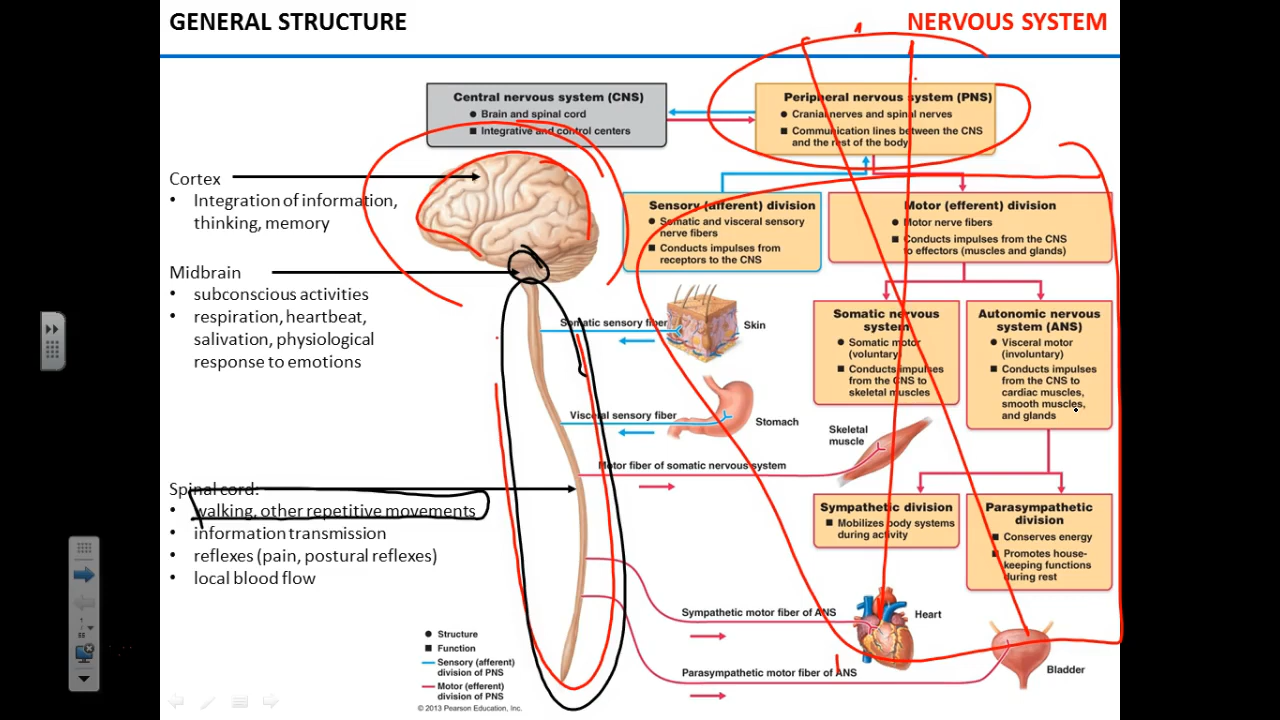 GENERAL STRUCTURE
NERVOUS SYSTEM
Central nervous system (CNS)
● Brain and spinal cord
■ Integrative and control centers
Peripheral nervous system (PNS)
● Cranial nerves and spinal nerves
■ Communication lines between the CNS
and the rest of the body
Cortex
• Integration of information,
thinking, memory
Midbrain
• subconscious activities
• respiration, heartbeat,
salivation, physiological
response to emotions
Spinal cord:
• walking, other repetitive movements
• information transmission
• reflexes (pain, postural reflexes)
• local blood flow
Sensory (afferent) division
● Somatic and visceral sensory
nerve fibers
■ Conducts impulses from
receptors to the CNS
Motor (efferent) division
● Motor nerve fibers
■ Conducts impulses from the CNS
to effectors (muscles and glands)
Somatic nervous
system
● Somatic motor
(voluntary)
■ Conducts impulses
from the CNS to
skeletal muscles
Autonomic nervous
system (ANS)
● Visceral motor
(involuntary)
■ Conducts impulses
from the CNS to
cardiac muscles,
smooth muscles,
and glands
Somatic sensory fiber
Skin
Visceral sensory fiber
Stomach
Skeletal
muscle
Motor fiber of somatic nervous system
Sympathetic division
■ Mobilizes body systems
during activity
Parasympathetic
division
● Conserves energy
■ Promotes house-
keeping functions
during rest
Sympathetic motor fiber of ANS
Heart
Parasympathetic motor fiber of ANS
Bladder
● Structure
■ Function
Sensory (afferent)
division of PNS
Motor (efferent)
division of PNS
© 2013 Pearson Education, Inc.